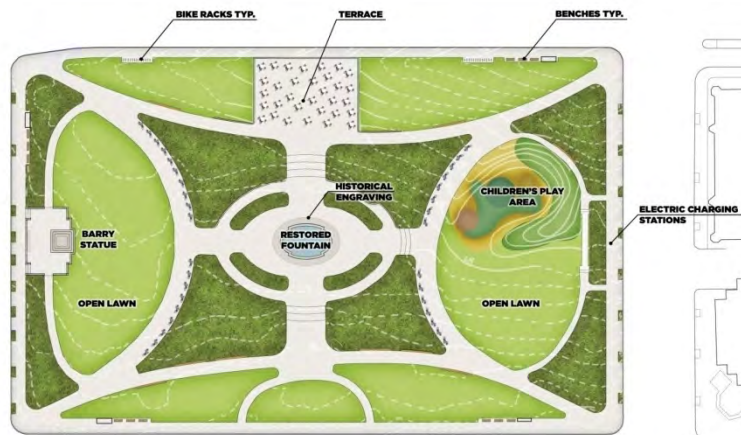 BIKE RACKS TYP.
TERRACE
BENCHES TYP.
HISTORICAL
ENGRAVING
CHILDREN'S PLAY
AREA
ELECTRIC CHARGING
STATIONS
BARRY
STATUE
RESTORED
FOUNTAIN
OPEN LAWN
OPEN LAWN